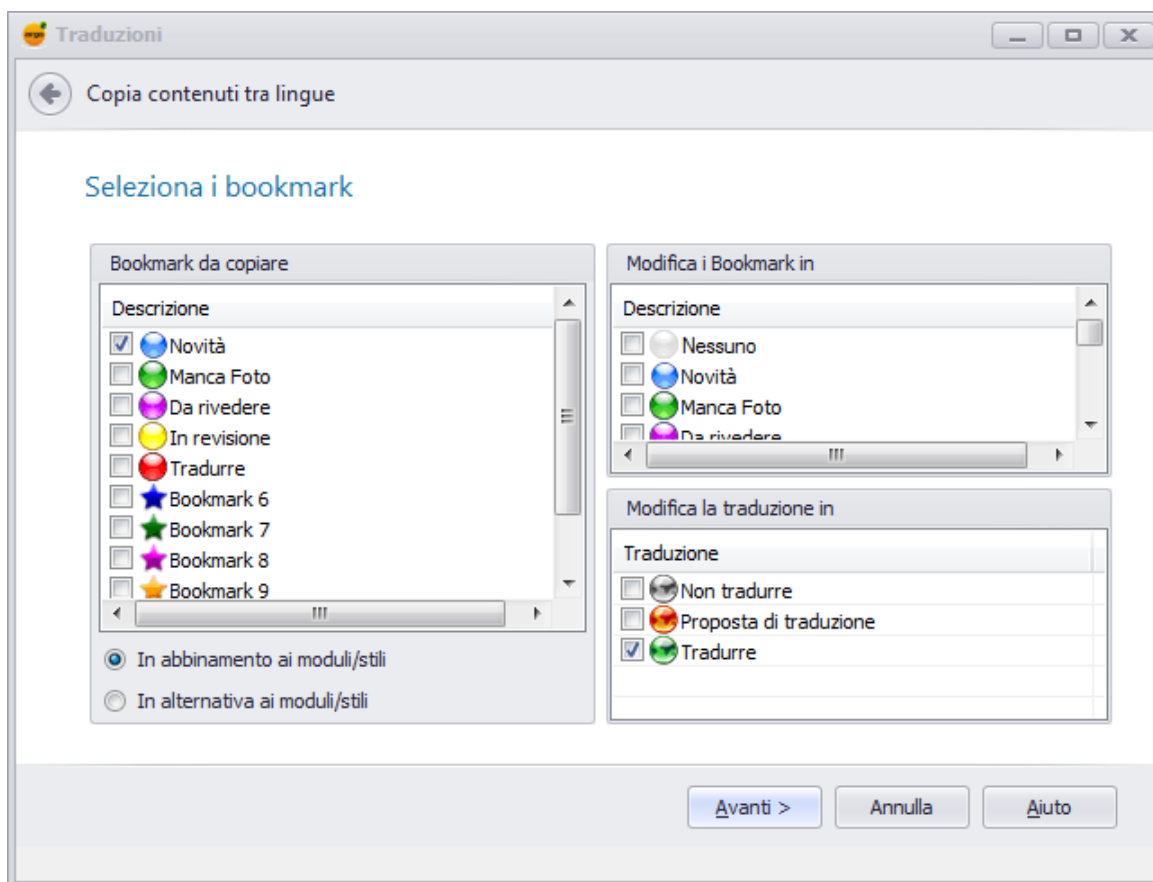 Traduzioni
Copia contenuti tra lingue
Seleziona i bookmark
Bookmark da copiare
Descrizione
Novità
Manca Foto
Da rivedere
In revisione
Tradurre
Bookmark 6
Bookmark 7
Bookmark 8
Bookmark 9
In abbinamento ai moduli/stili
In alternativa ai moduli/stili
Modifica i Bookmark in
Descrizione
Nessuno
Novità
Manca Foto
Da rivedere
Modifica la traduzione in
Traduzione
Non tradurre
Proposta di traduzione
Tradurre
Avanti >
Annulla
Aiuto